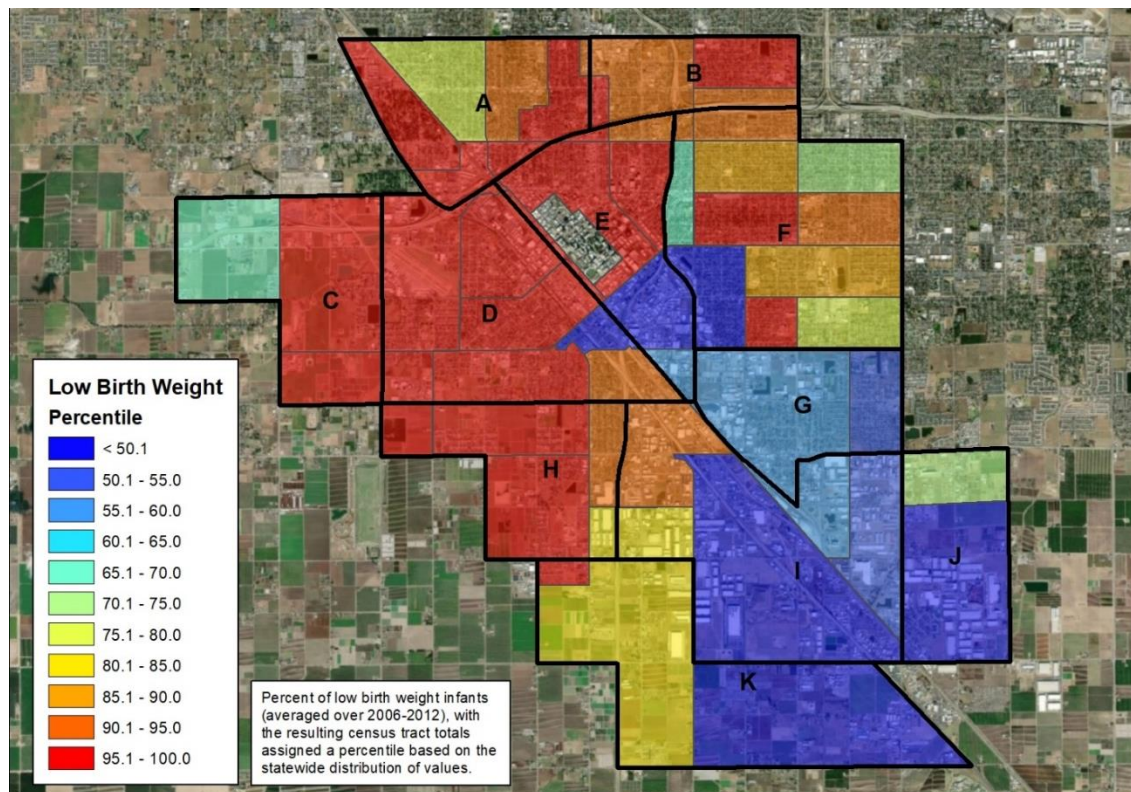 A
B
E
F
C
D
G
H
I
J
K
Low Birth Weight
Percentile
< 50.1
50.1 - 55.0
55.1 - 60.0
60.1 - 65.0
65.1 - 70.0
70.1 - 75.0
75.1 - 80.0
80.1 - 85.0
85.1 - 90.0
90.1 - 95.0
95.1 - 100.0
Percent of low birth weight infants
(averaged over 2006-2012), with
the resulting census tract totals
assigned a percentile based on the
statewide distribution of values.